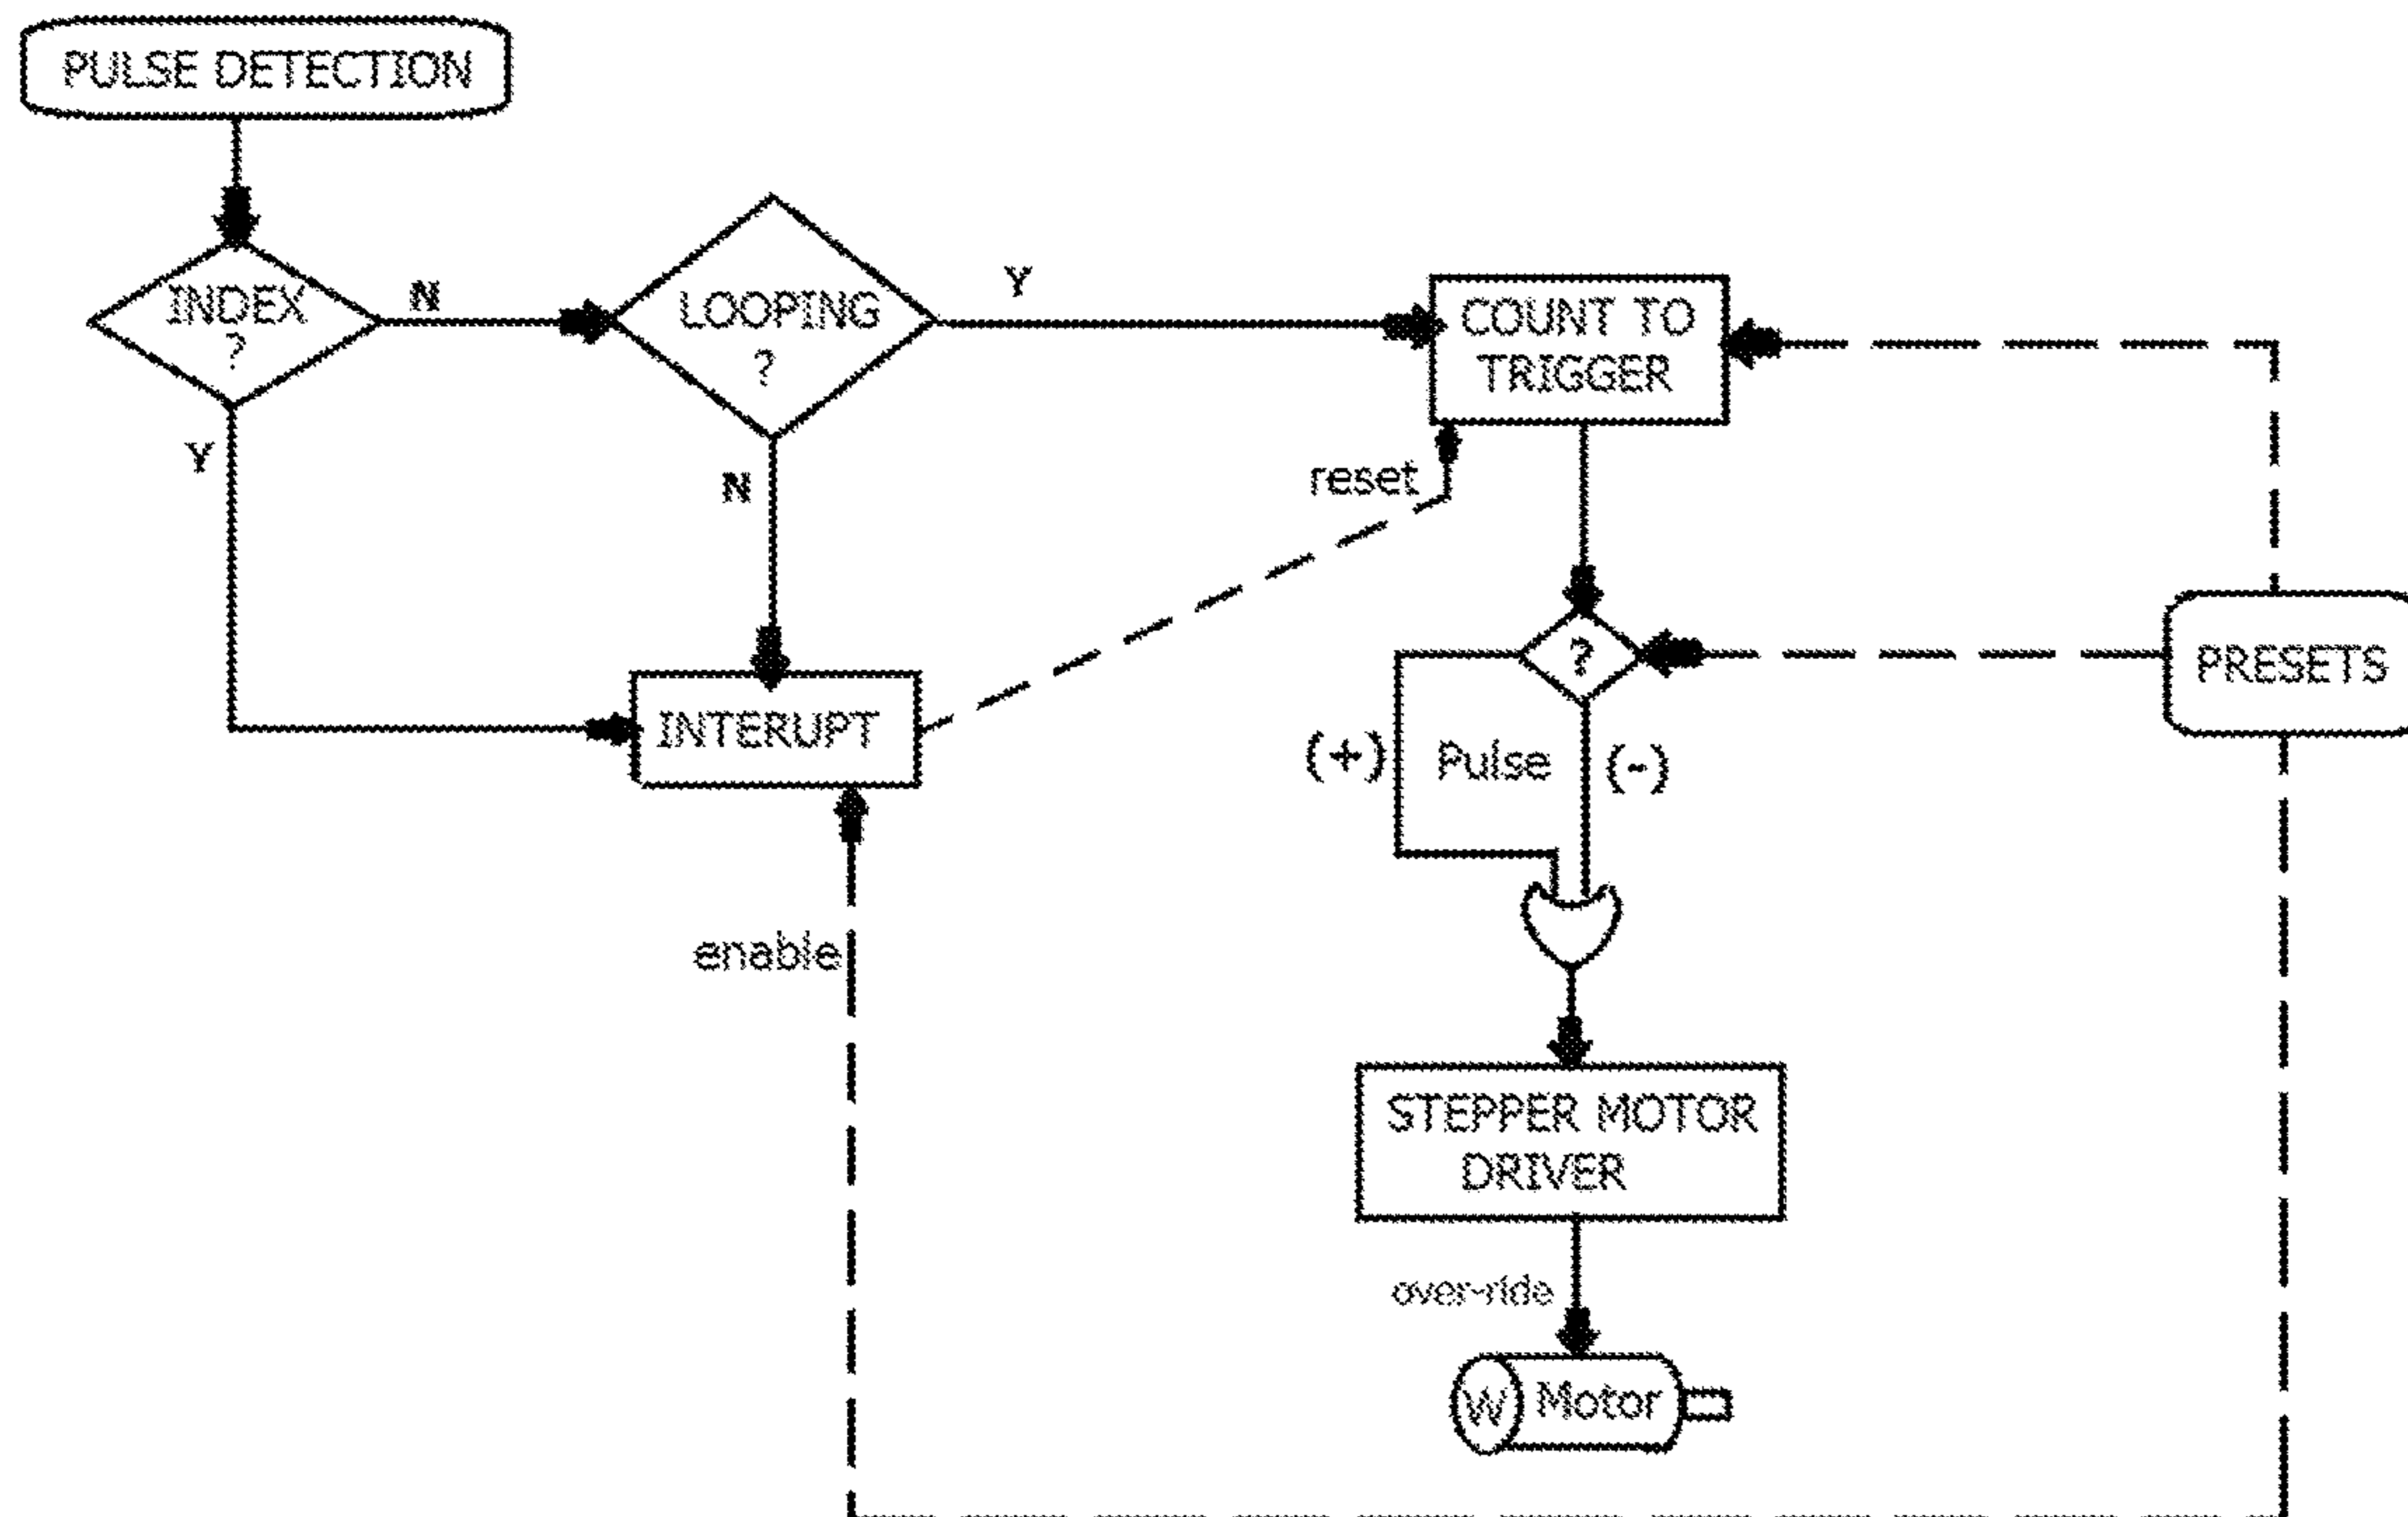 PULSE DETECTION
INDEX
?
N
Y
LOOPING
?
Y
N
COUNT TO
TRIGGER
reset
INTERUPT
enable
?
(+)
Pulse
(-)
PRESETS
STEPPER MOTOR
DRIVER
over-ride
W
Motor